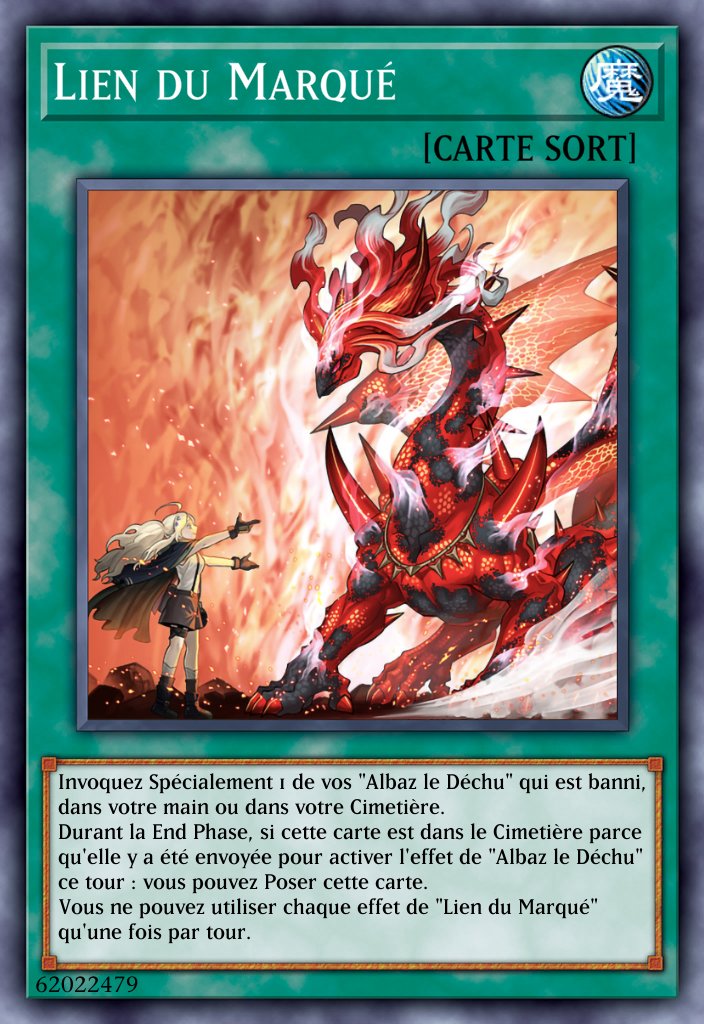 Lien du Marqué
魔
[CARTE SORT]
Invoquez Spécialement 1 de vos "Albaz le Déchu" qui est banni,
dans votre main ou dans votre Cimetière.
Durant la End Phase, si cette carte est dans le Cimetière parce
qu'elle y a été envoyée pour activer l'effet de "Albaz le Déchu"
ce tour : vous pouvez Poser cette carte.
Vous ne pouvez utiliser chaque effet de "Lien du Marqué"
qu'une fois par tour.
62022479